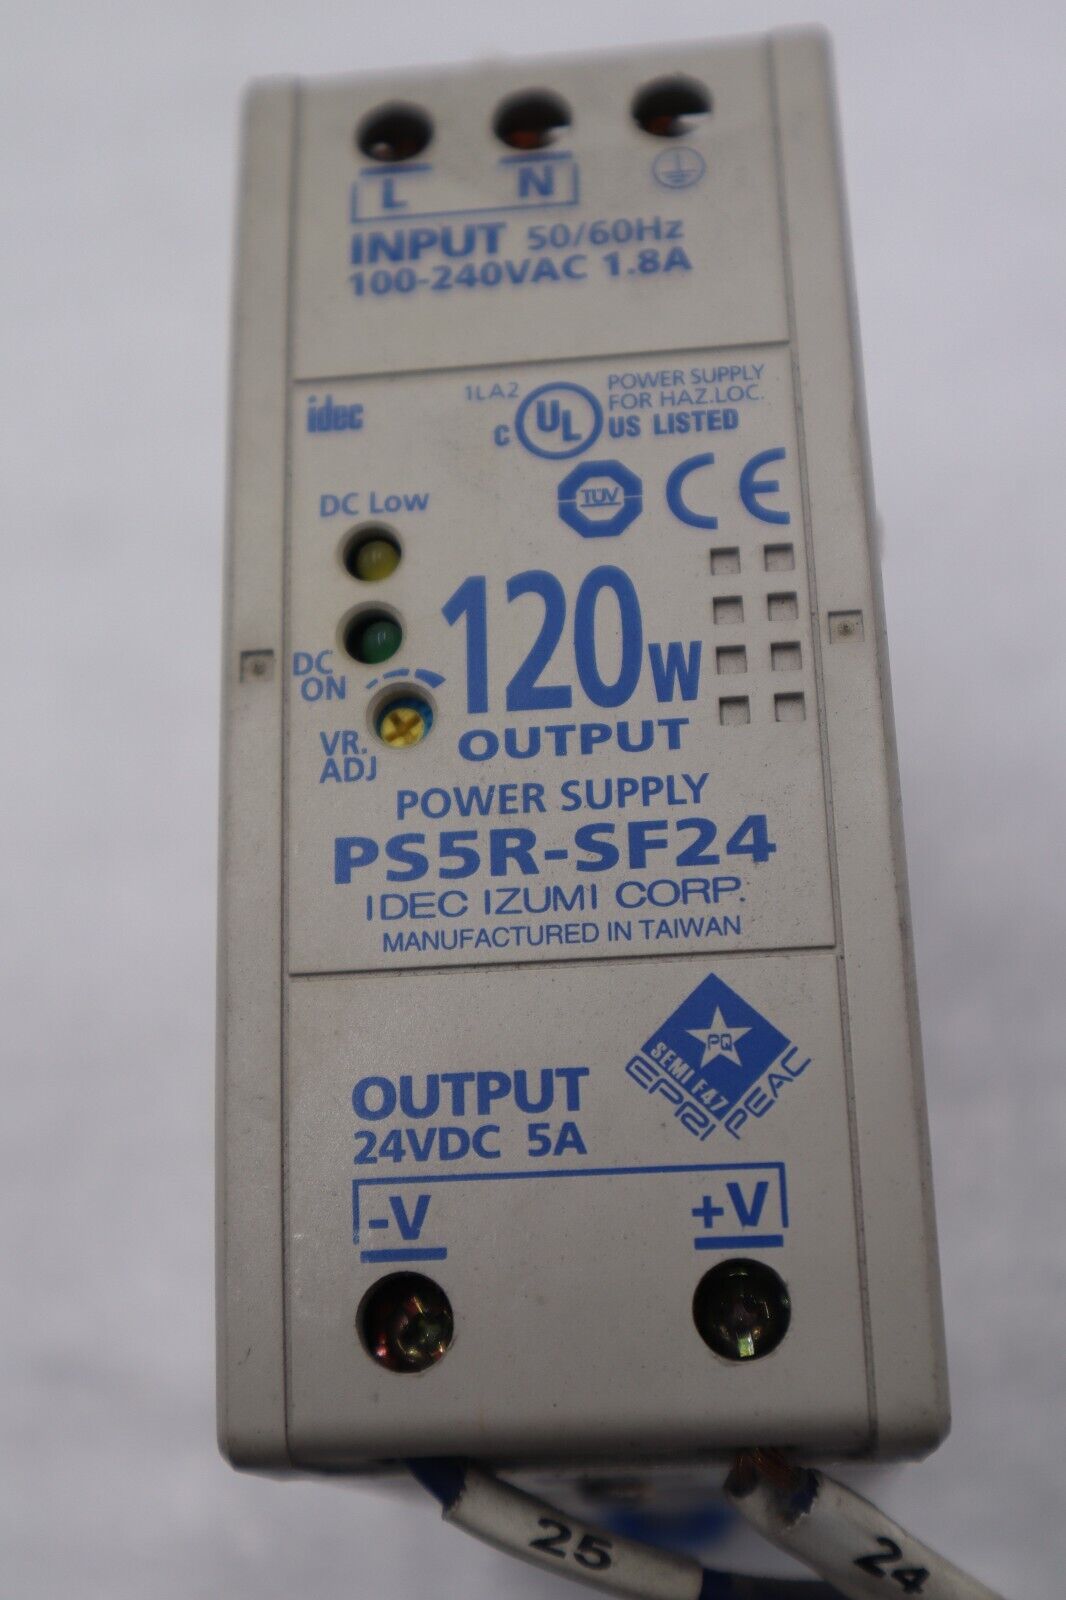 L N
INPUT 50/60Hz
100-240VAC 1.8A
idec
1LA2
c UL US LISTED
POWER SUPPLY
FOR HAZ.LOC.
TÜV CE
DC Low
DC
ON
VR.
ADJ
120W
OUTPUT
POWER SUPPLY
PS5R-SF24
IDEC IZUMI CORP.
MANUFACTURED IN TAIWAN
PQ
SEMI F47
EPRI PEAC
OUTPUT
24VDC 5A
-V +V
25 24